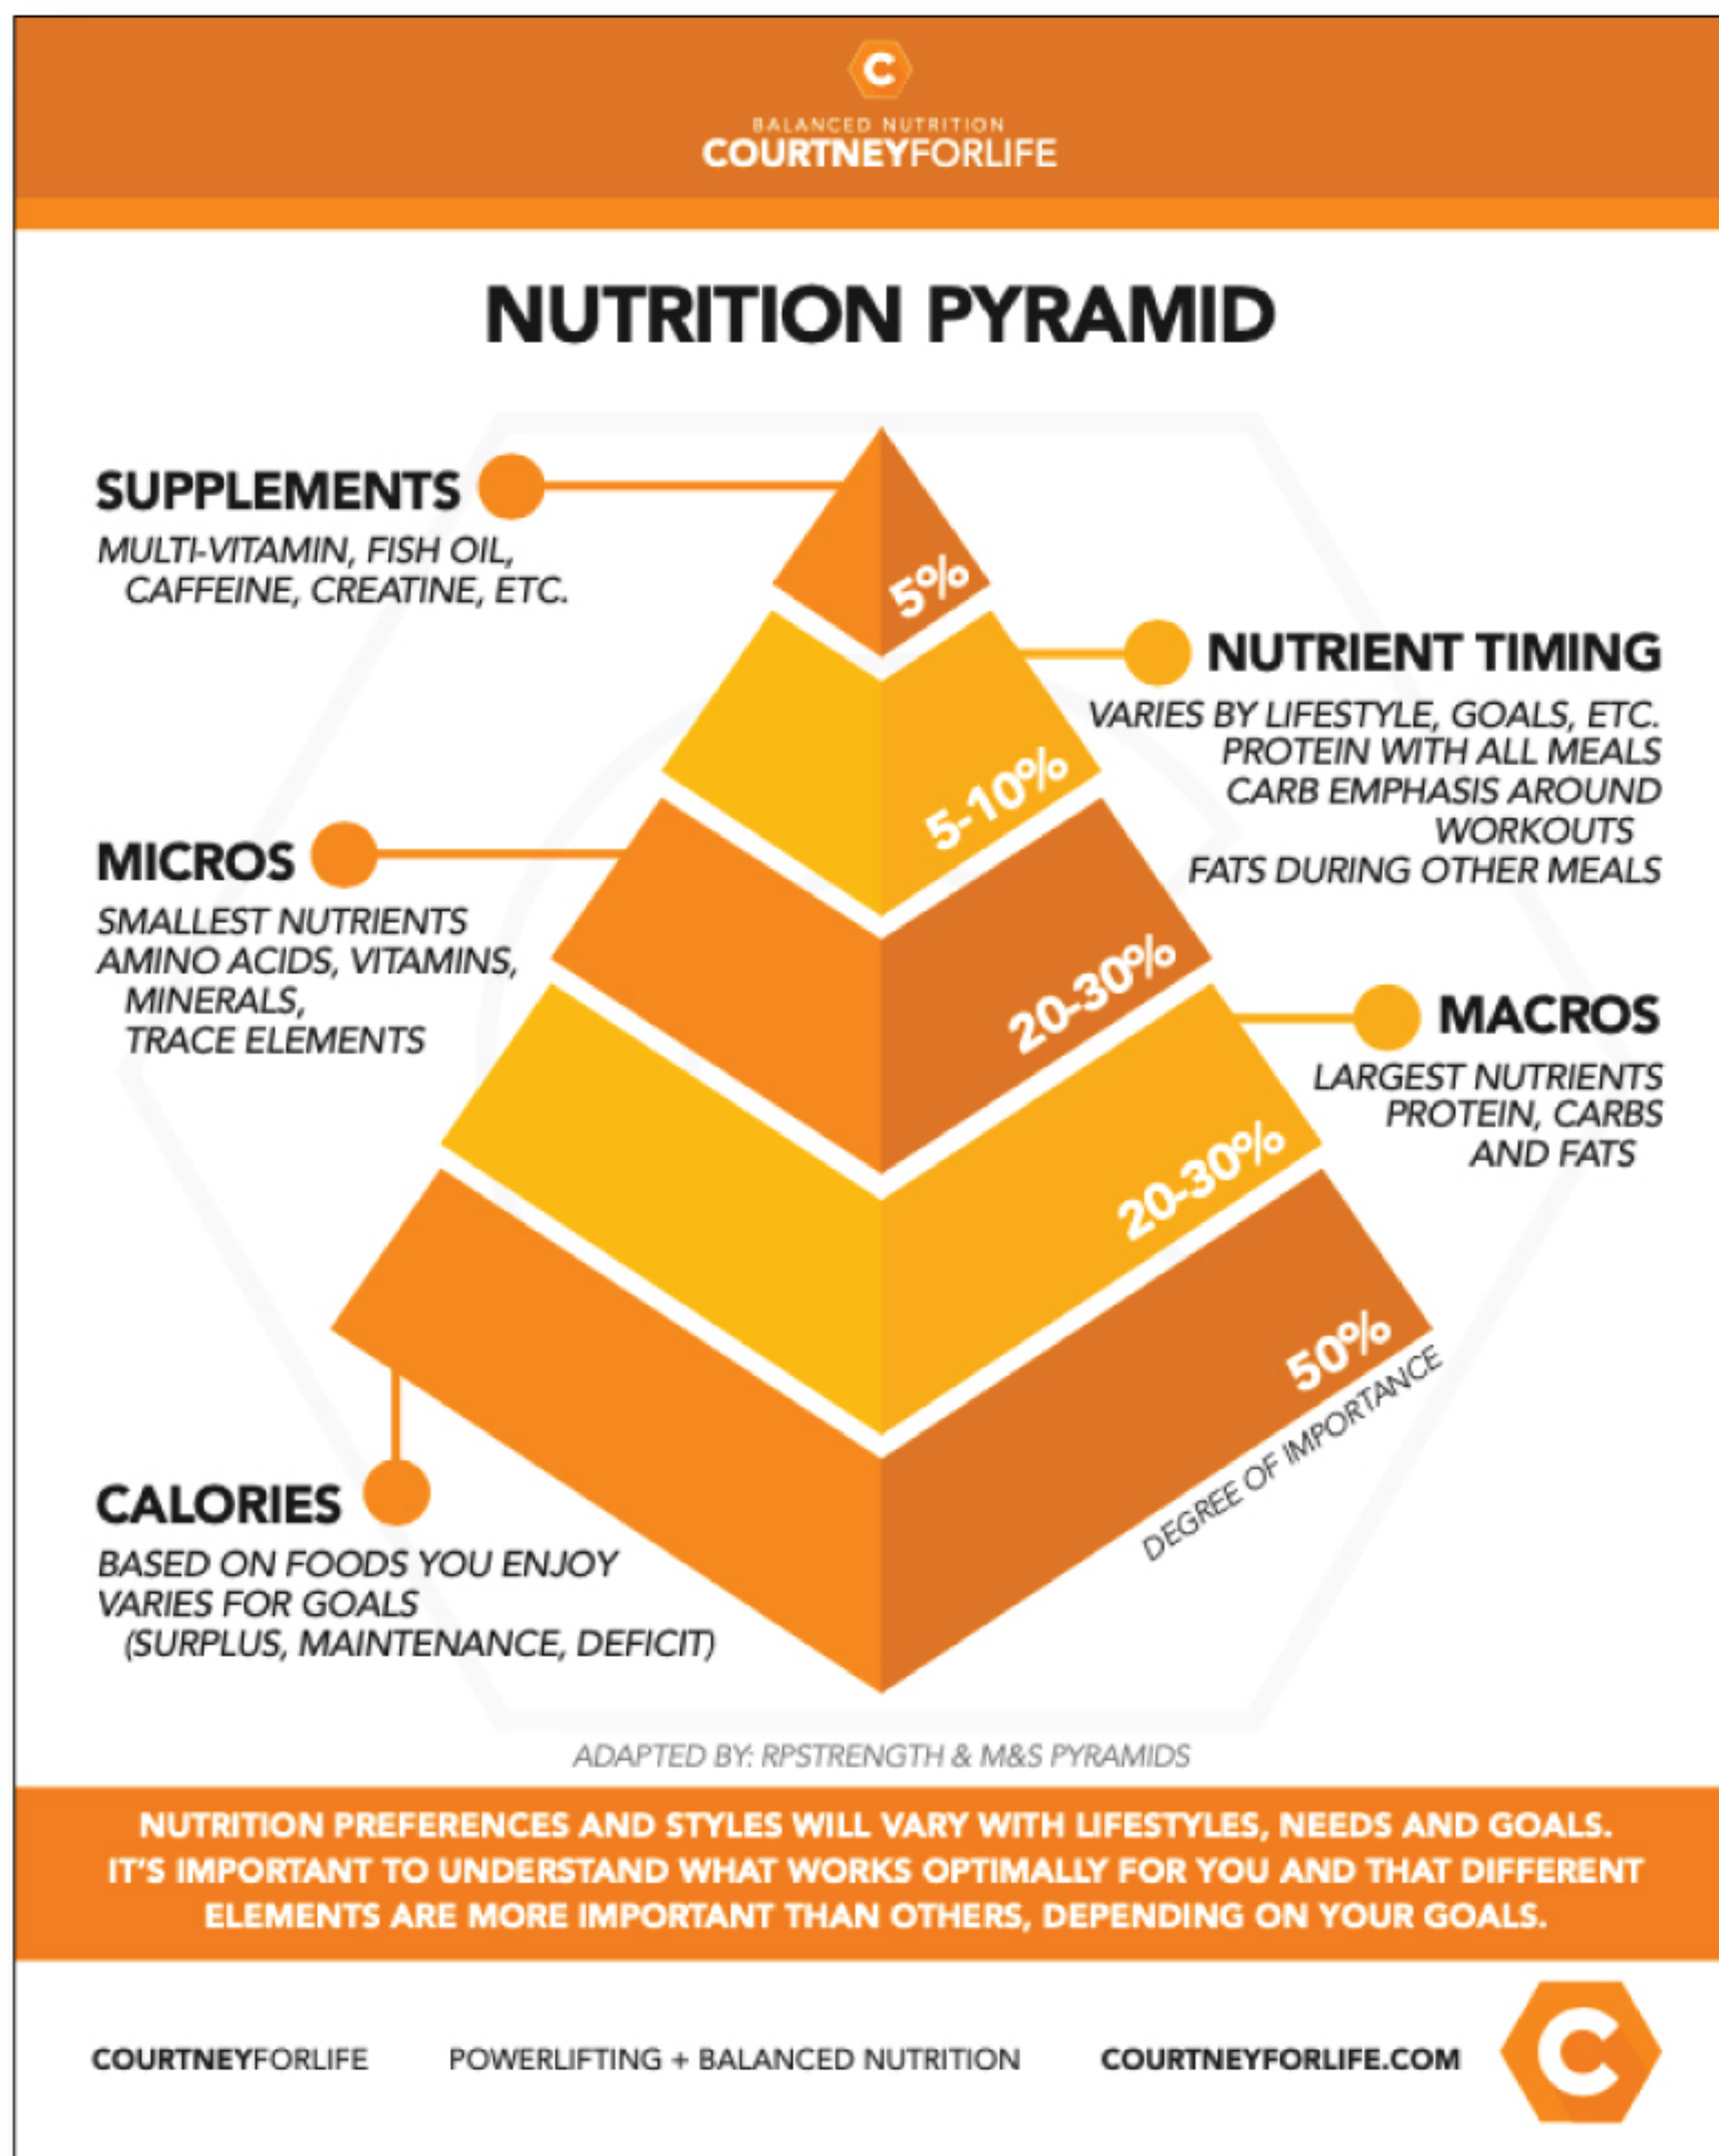 C
BALANCED NUTRITION
COURTNEYFORLIFE
NUTRITION PYRAMID
SUPPLEMENTS
MULTI-VITAMIN, FISH OIL,
CAFFEINE, CREATINE, ETC.
5%
NUTRIENT TIMING
VARIES BY LIFESTYLE, GOALS, ETC.
PROTEIN WITH ALL MEALS
CARB EMPHASIS AROUND
WORKOUTS
FATS DURING OTHER MEALS
5-10%
MICROS
SMALLEST NUTRIENTS
AMINO ACIDS, VITAMINS,
MINERALS,
TRACE ELEMENTS
20-30%
MACROS
LARGEST NUTRIENTS
PROTEIN, CARBS
AND FATS
20-30%
50%
DEGREE OF IMPORTANCE
CALORIES
BASED ON FOODS YOU ENJOY
VARIES FOR GOALS
(SURPLUS, MAINTENANCE, DEFICIT)
ADAPTED BY: RPSTRENGTH & M&S PYRAMIDS
NUTRITION PREFERENCES AND STYLES WILL VARY WITH LIFESTYLES, NEEDS AND GOALS.
IT'S IMPORTANT TO UNDERSTAND WHAT WORKS OPTIMALLY FOR YOU AND THAT DIFFERENT
ELEMENTS ARE MORE IMPORTANT THAN OTHERS, DEPENDING ON YOUR GOALS.
COURTNEYFORLIFE POWERLIFTING + BALANCED NUTRITION COURTNEYFORLIFE.COM
C